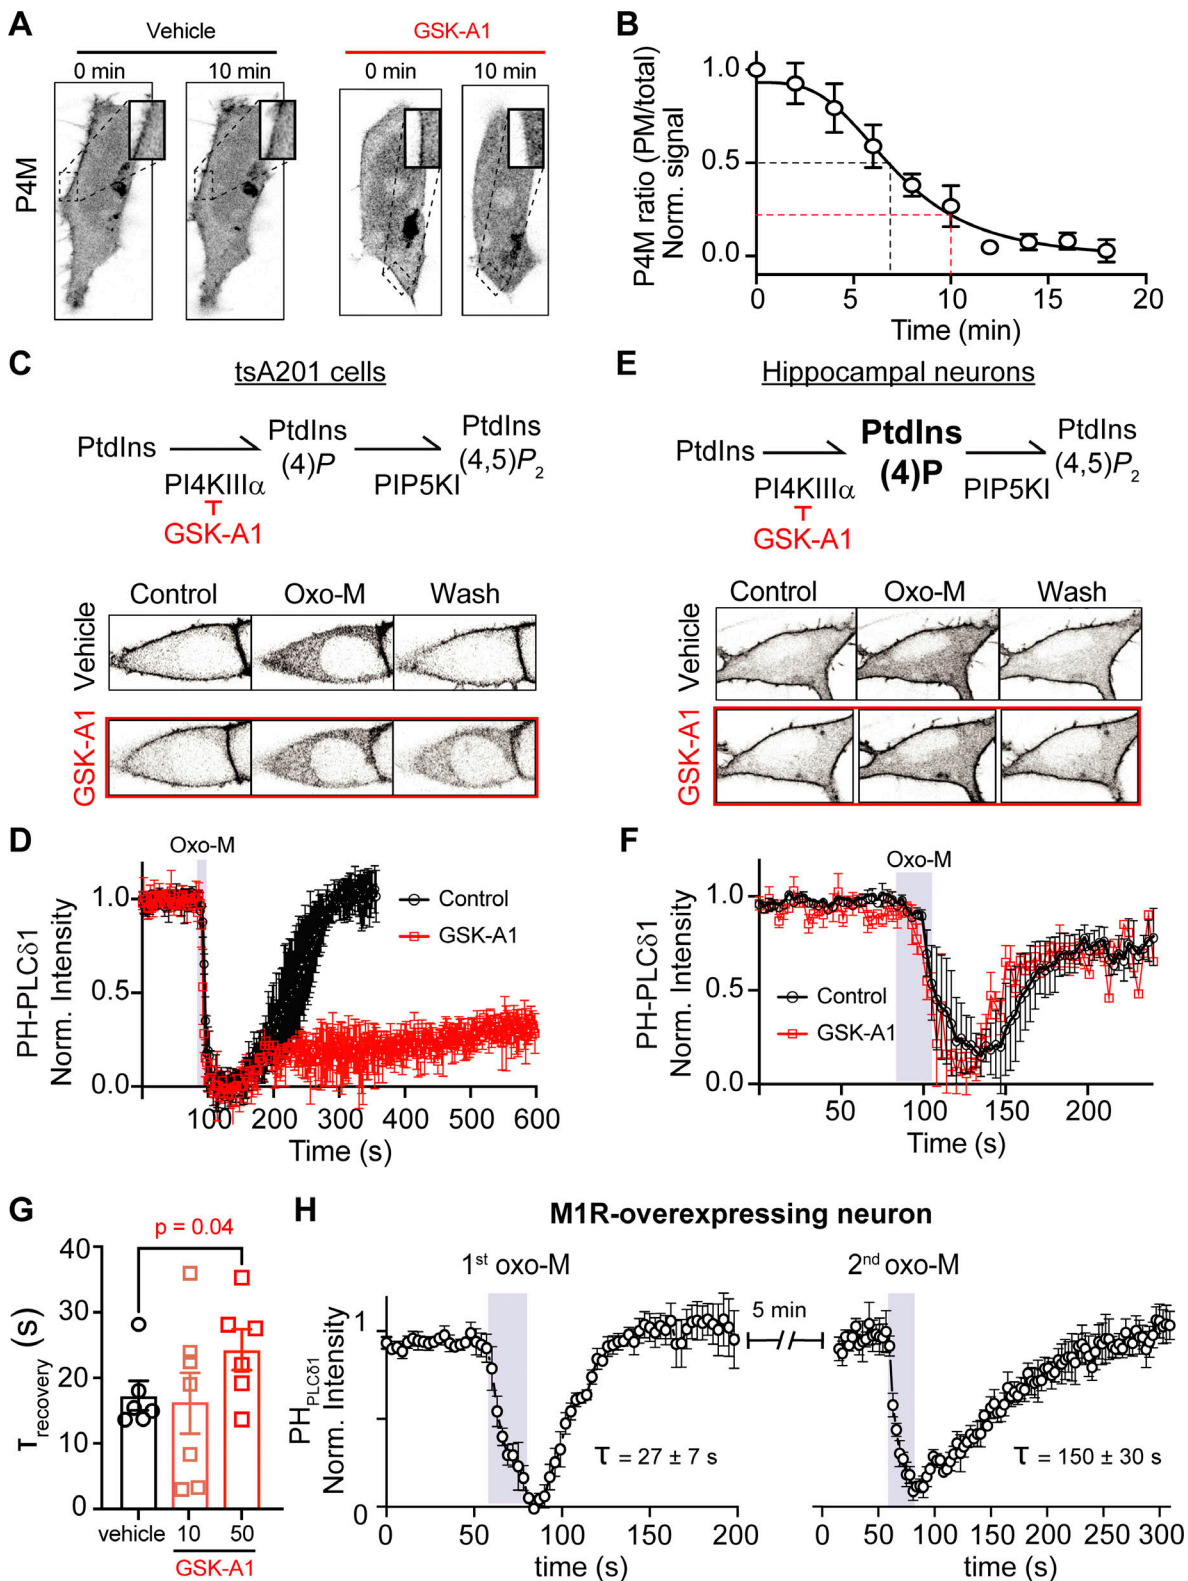 A
Vehicle
GSK-A1
0 min
10 min
0 min
10 min
P4M
B
P4M ratio (PM/total)
Norm. signal
1.0
0.5
0.0
0
5
10
15
20
Time (min)
C
tsA201 cells
PtdIns
PtdIns
(4)P
PtdIns
(4,5)P₂
PI4KIIIα
PIP5KI
GSK-A1
Control
Oxo-M
Wash
Vehicle
GSK-A1
E
Hippocampal neurons
PtdIns
PtdIns
(4)P
PtdIns
(4,5)P₂
PI4KIIIα
PIP5KI
GSK-A1
Control
Oxo-M
Wash
Vehicle
GSK-A1
D
Oxo-M
PH-PLCδ1
Norm. Intensity
1.0
0.5
0.0
Control
GSK-A1
100
200
300
400
500
600
Time (s)
F
Oxo-M
PH-PLCδ1
Norm. Intensity
1.0
0.5
0.0
Control
GSK-A1
50
100
150
200
Time (s)
G
p = 0.04
τrecovery (s)
40
30
20
10
0
vehicle
10
50
GSK-A1
H
M1R-overexpressing neuron
1st oxo-M
2nd oxo-M
5 min
PHPLCδ1
Norm. Intensity
1
0
τ = 27 ± 7 s
τ = 150 ± 30 s
0
50
100
150
200
time (s)
0
50
100
150
200
250
300
time (s)